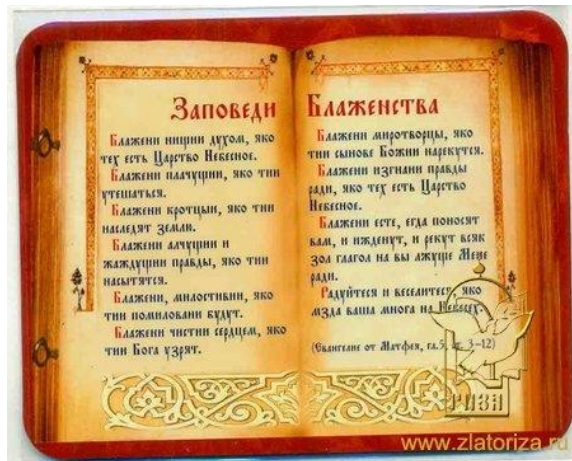 Заповеди
Блажени нищии духом, яко
тех есть Царство Небесное.
Блажени плачущии, яко тии
утешаться.
Блажени кротцыи, яко тии
наследят землю.
Блажени алчущии и
жаждущии правды, яко тии
насытятся.
Блажени, милостивии, яко
тии помиловани будут.
Блажени чистии сердцем, яко
тии Бога узрят.
Блаженства
Блажени миротворцы, яко
тии сынове Божии нарекутся.
Блажени изгнани правды
ради, яко тех есть Царство
Небесное.
Блажени есте, егда поносят
вам, и ижденут, и рекут всяк
зол глагол на вы лжуще Мене
ради.
Радуйтеся и веселитеся, яко
мзда ваша многа на Небесех.
(Евангелие от Матфея, гл.5, ст. 3–12)
РИЗА
www.zlatoriza.ru